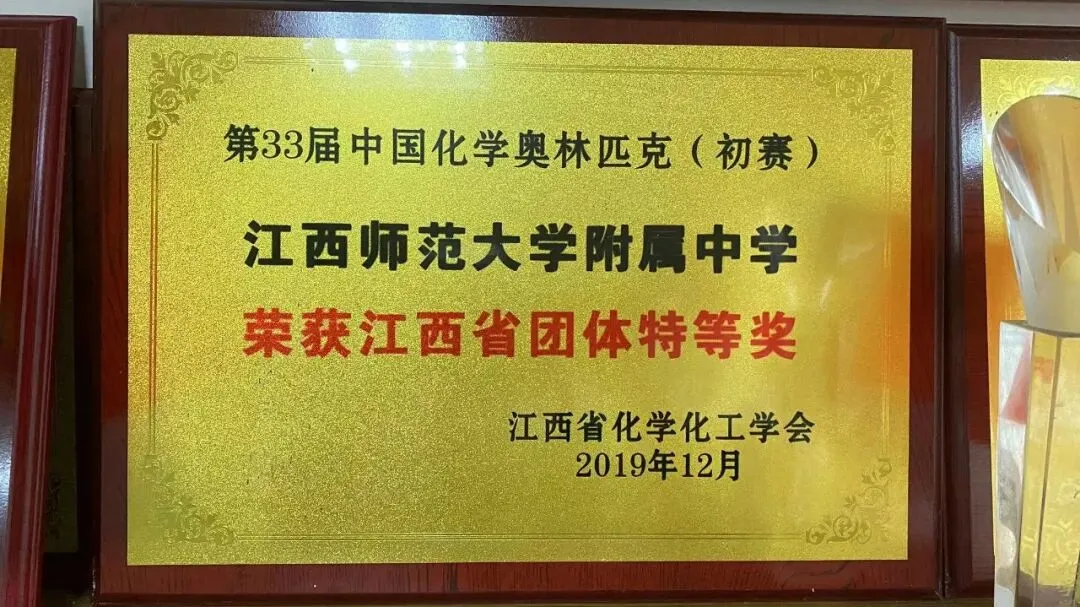 第33届中国化学奥林匹克（初赛）
江西师范大学附属中学
荣获江西省团体特等奖
江西省化学化工学会
2019年12月